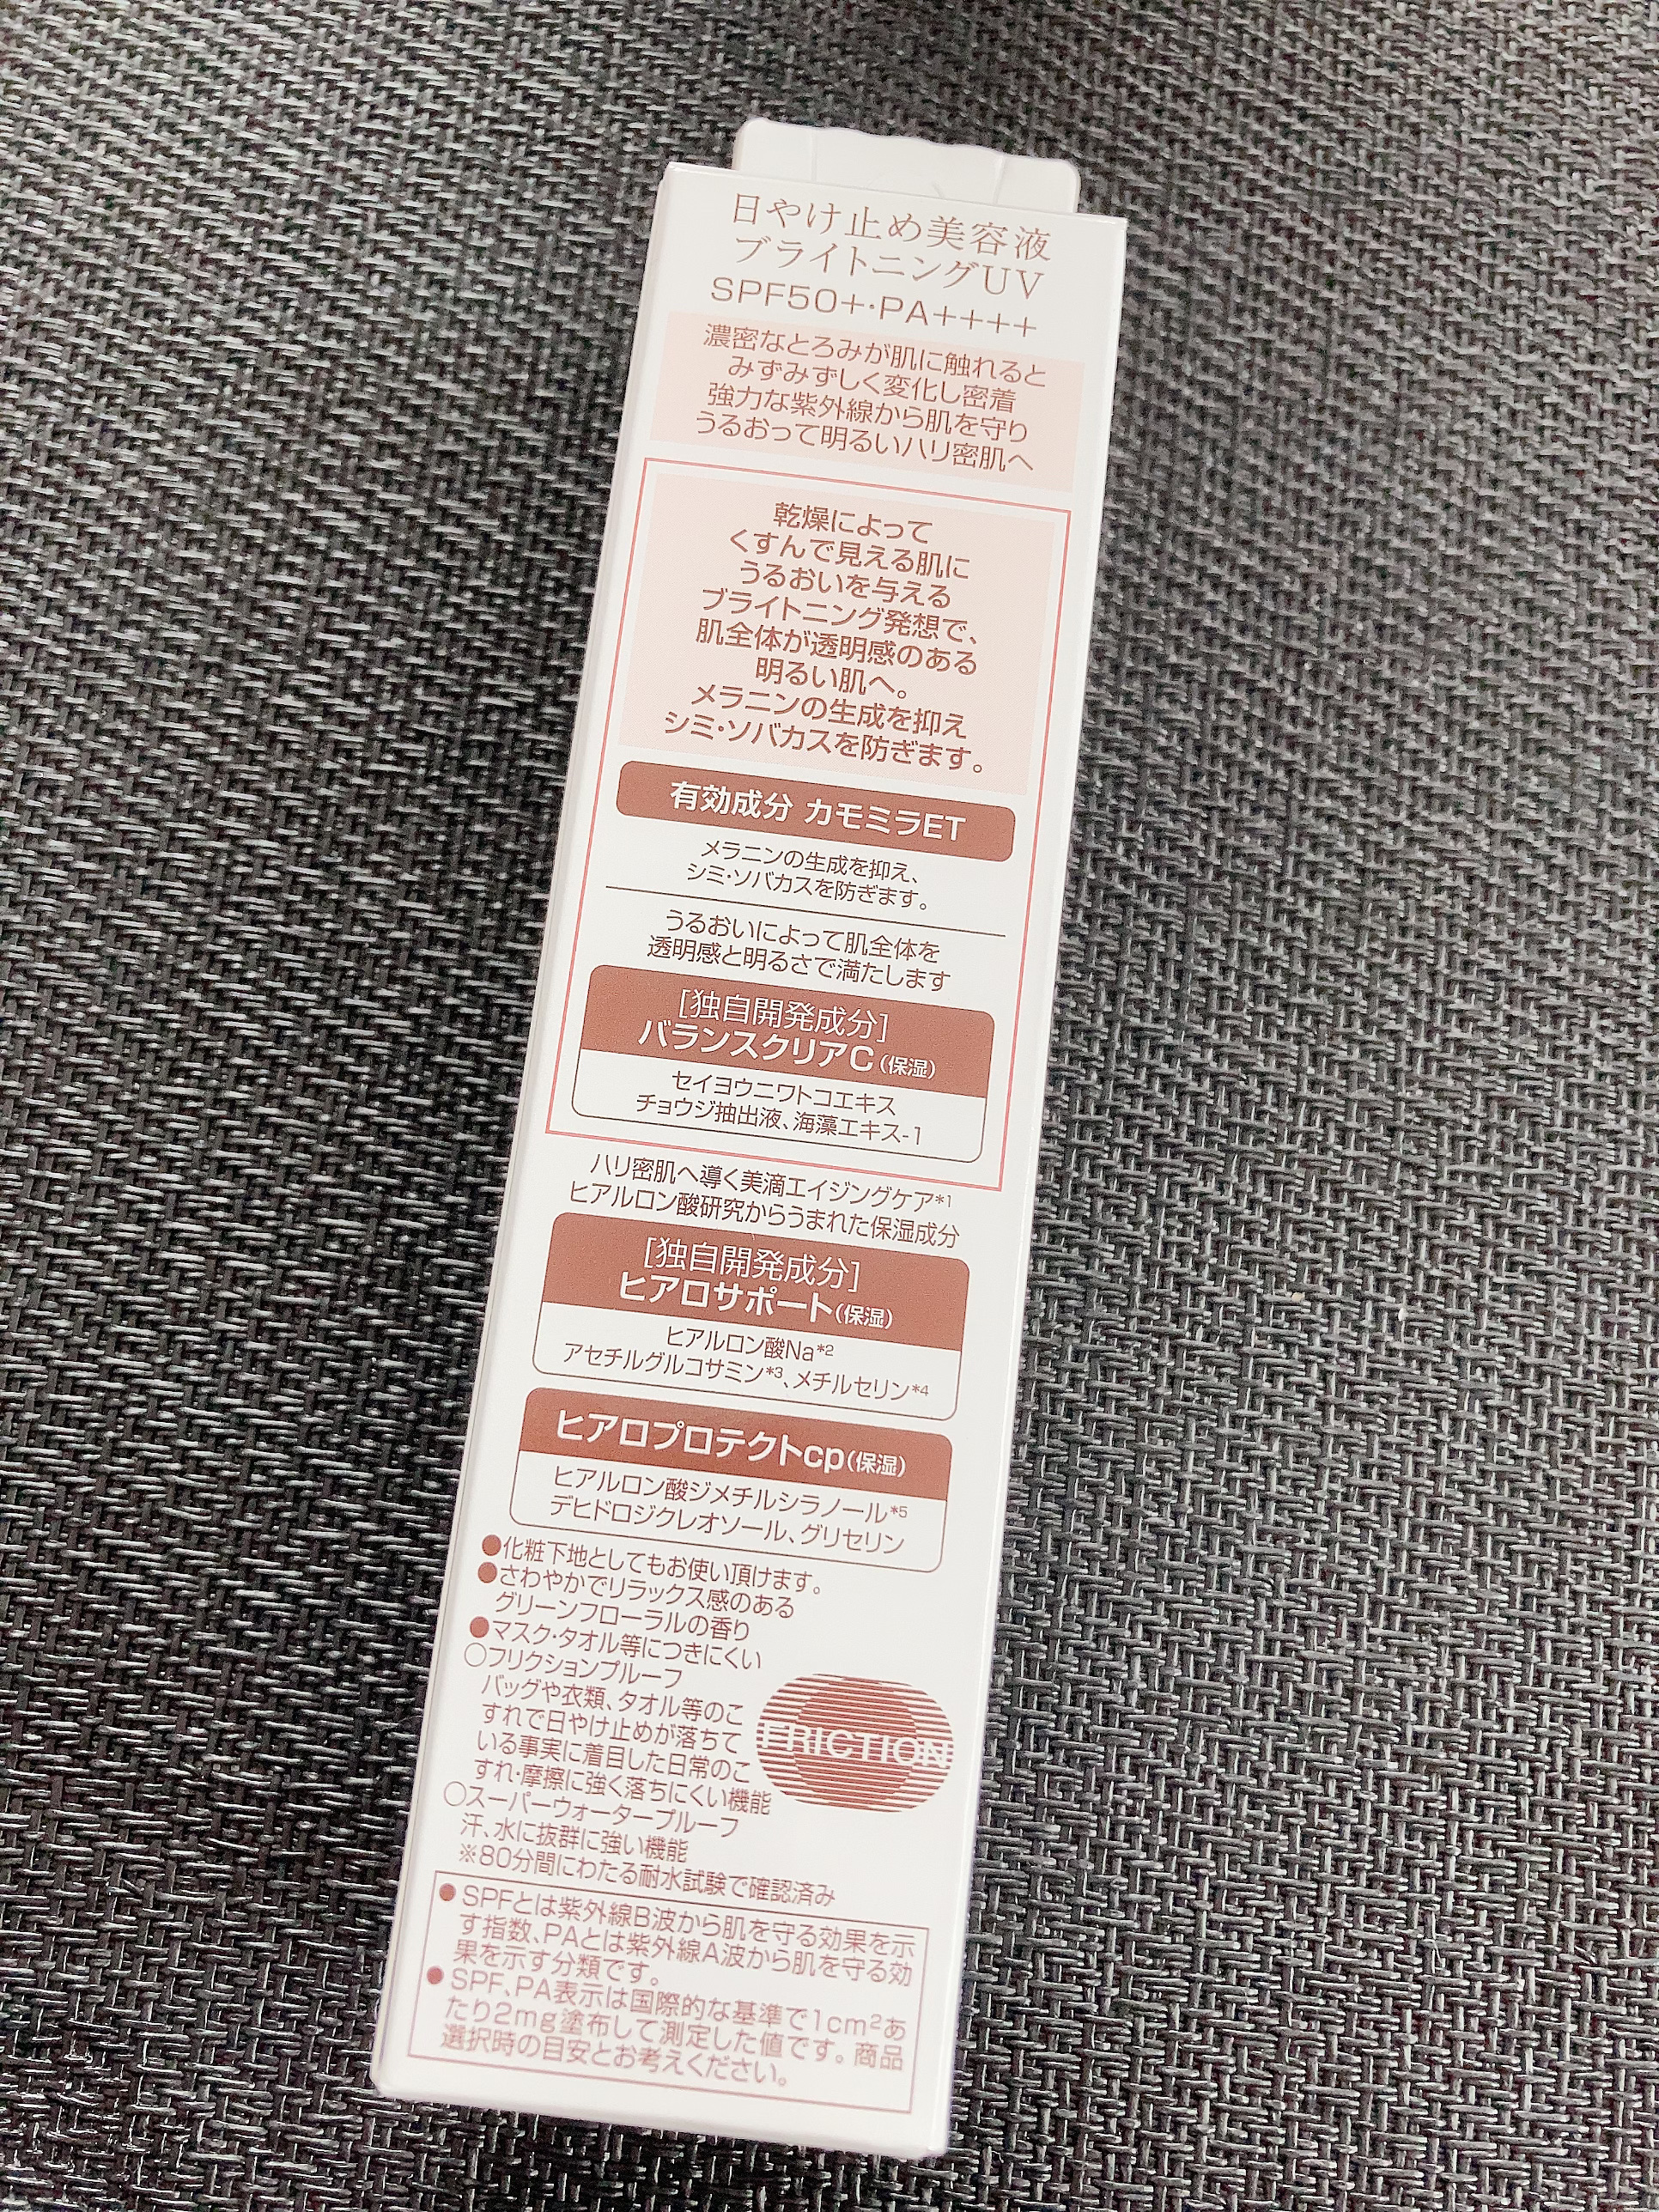 日やけ止め美容液
ブライトニングUV
SPF50+・PA++++
濃密なとろみが肌に触れると
みずみずしく変化し密着
強力な紫外線から肌を守り
うるおって明るいハリ密肌へ
乾燥によって
くすんで見える肌に
うるおいを与える
ブライトニング発想で、
肌全体が透明感のある
明るい肌へ。
メラニンの生成を抑え
シミ・ソバカスを防ぎます。
有効成分 カモミラET
メラニンの生成を抑え、
シミ・ソバカスを防ぎます。
うるおいによって肌全体を
透明感と明るさで満たします
[独自開発成分]
バランスクリアC(保湿)
セイヨウニワトコエキス
チョウジ抽出液、海藻エキス-1
ハリ密肌へ導く美滴エイジングケア*1
ヒアルロン酸研究からうまれた保湿成分
[独自開発成分]
ヒアロサポート(保湿)
ヒアルロン酸Na*2
アセチルグルコサミン*3、メチルセリン*4
ヒアロプロテクトcp(保湿)
ヒアルロン酸ジメチルシラノール*5
デヒドロジクレオソール、グリセリン
●化粧下地としてもお使い頂けます。
●さわやかでリラックス感のある
グリーンフローラルの香り
●マスク・タオル等につきにくい
○フリクションプルーフ
バッグや衣類、タオル等のこ
すれで日やけ止めが落ちて
いる事実に着目した日常のこ
すれ・摩擦に強く落ちにくい機能
FRICTION
○スーパーウォータープルーフ
汗、水に抜群に強い機能
※80分間にわたる耐水試験で確認済み
●SPFとは紫外線B波から肌を守る効果を示
す指数、PAとは紫外線A波から肌を守る効
果を示す分類です。
●SPF、PA表示は国際的な基準で1cm²あ
たり2mg塗布して測定した値です。商品
選択時の目安とお考えください。